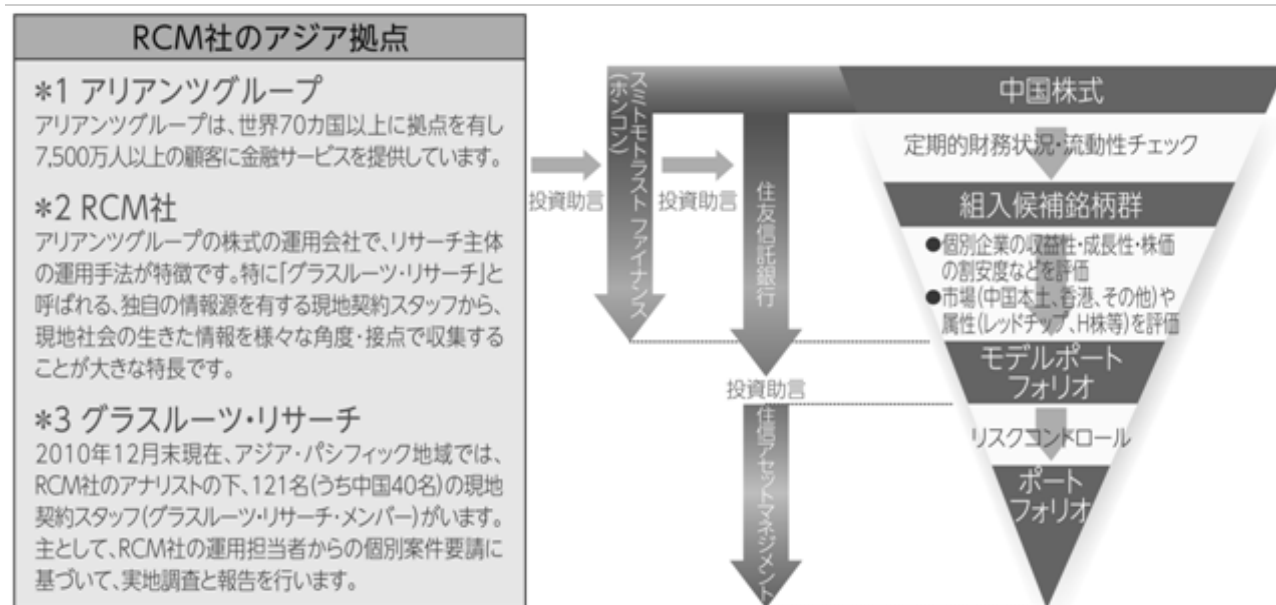 RCM社のアジア拠点
*1 アリアンツグループ
アリアンツグループは、世界70カ国以上に拠点を有し
7,500万人以上の顧客に金融サービスを提供しています。
*2 RCM社
アリアンツグループの株式の運用会社で、リサーチ主体
の運用手法が特徴です。特に「グラスルーツ・リサーチ」と
呼ばれる、独自の情報源を有する現地契約スタッフから、
現地社会の生きた情報を様々な角度・接点で収集する
ことが大きな特長です。
*3 グラスルーツ・リサーチ
2010年12月末現在、アジア・パシフィック地域では、
RCM社のアナリストの下、121名(うち中国40名)の現地
契約スタッフ(グラスルーツ・リサーチ・メンバー)がいます。
主として、RCM社の運用担当者からの個別案件要請に
基づいて、実地調査と報告を行います。
投資助言
スミトモトラスト ファイナンス
(ホンコン)
投資助言
住友信託銀行
投資助言
住信アセットマネジメント
中国株式
定期的財務状況・流動性チェック
組入候補銘柄群
●個別企業の収益性・成長性・株価
の割安度などを評価
●市場(中国本土、香港、その他)や
属性(レッドチップ、H株等)を評価
モデルポート
フォリオ
リスクコントロール
ポート
フォリオ